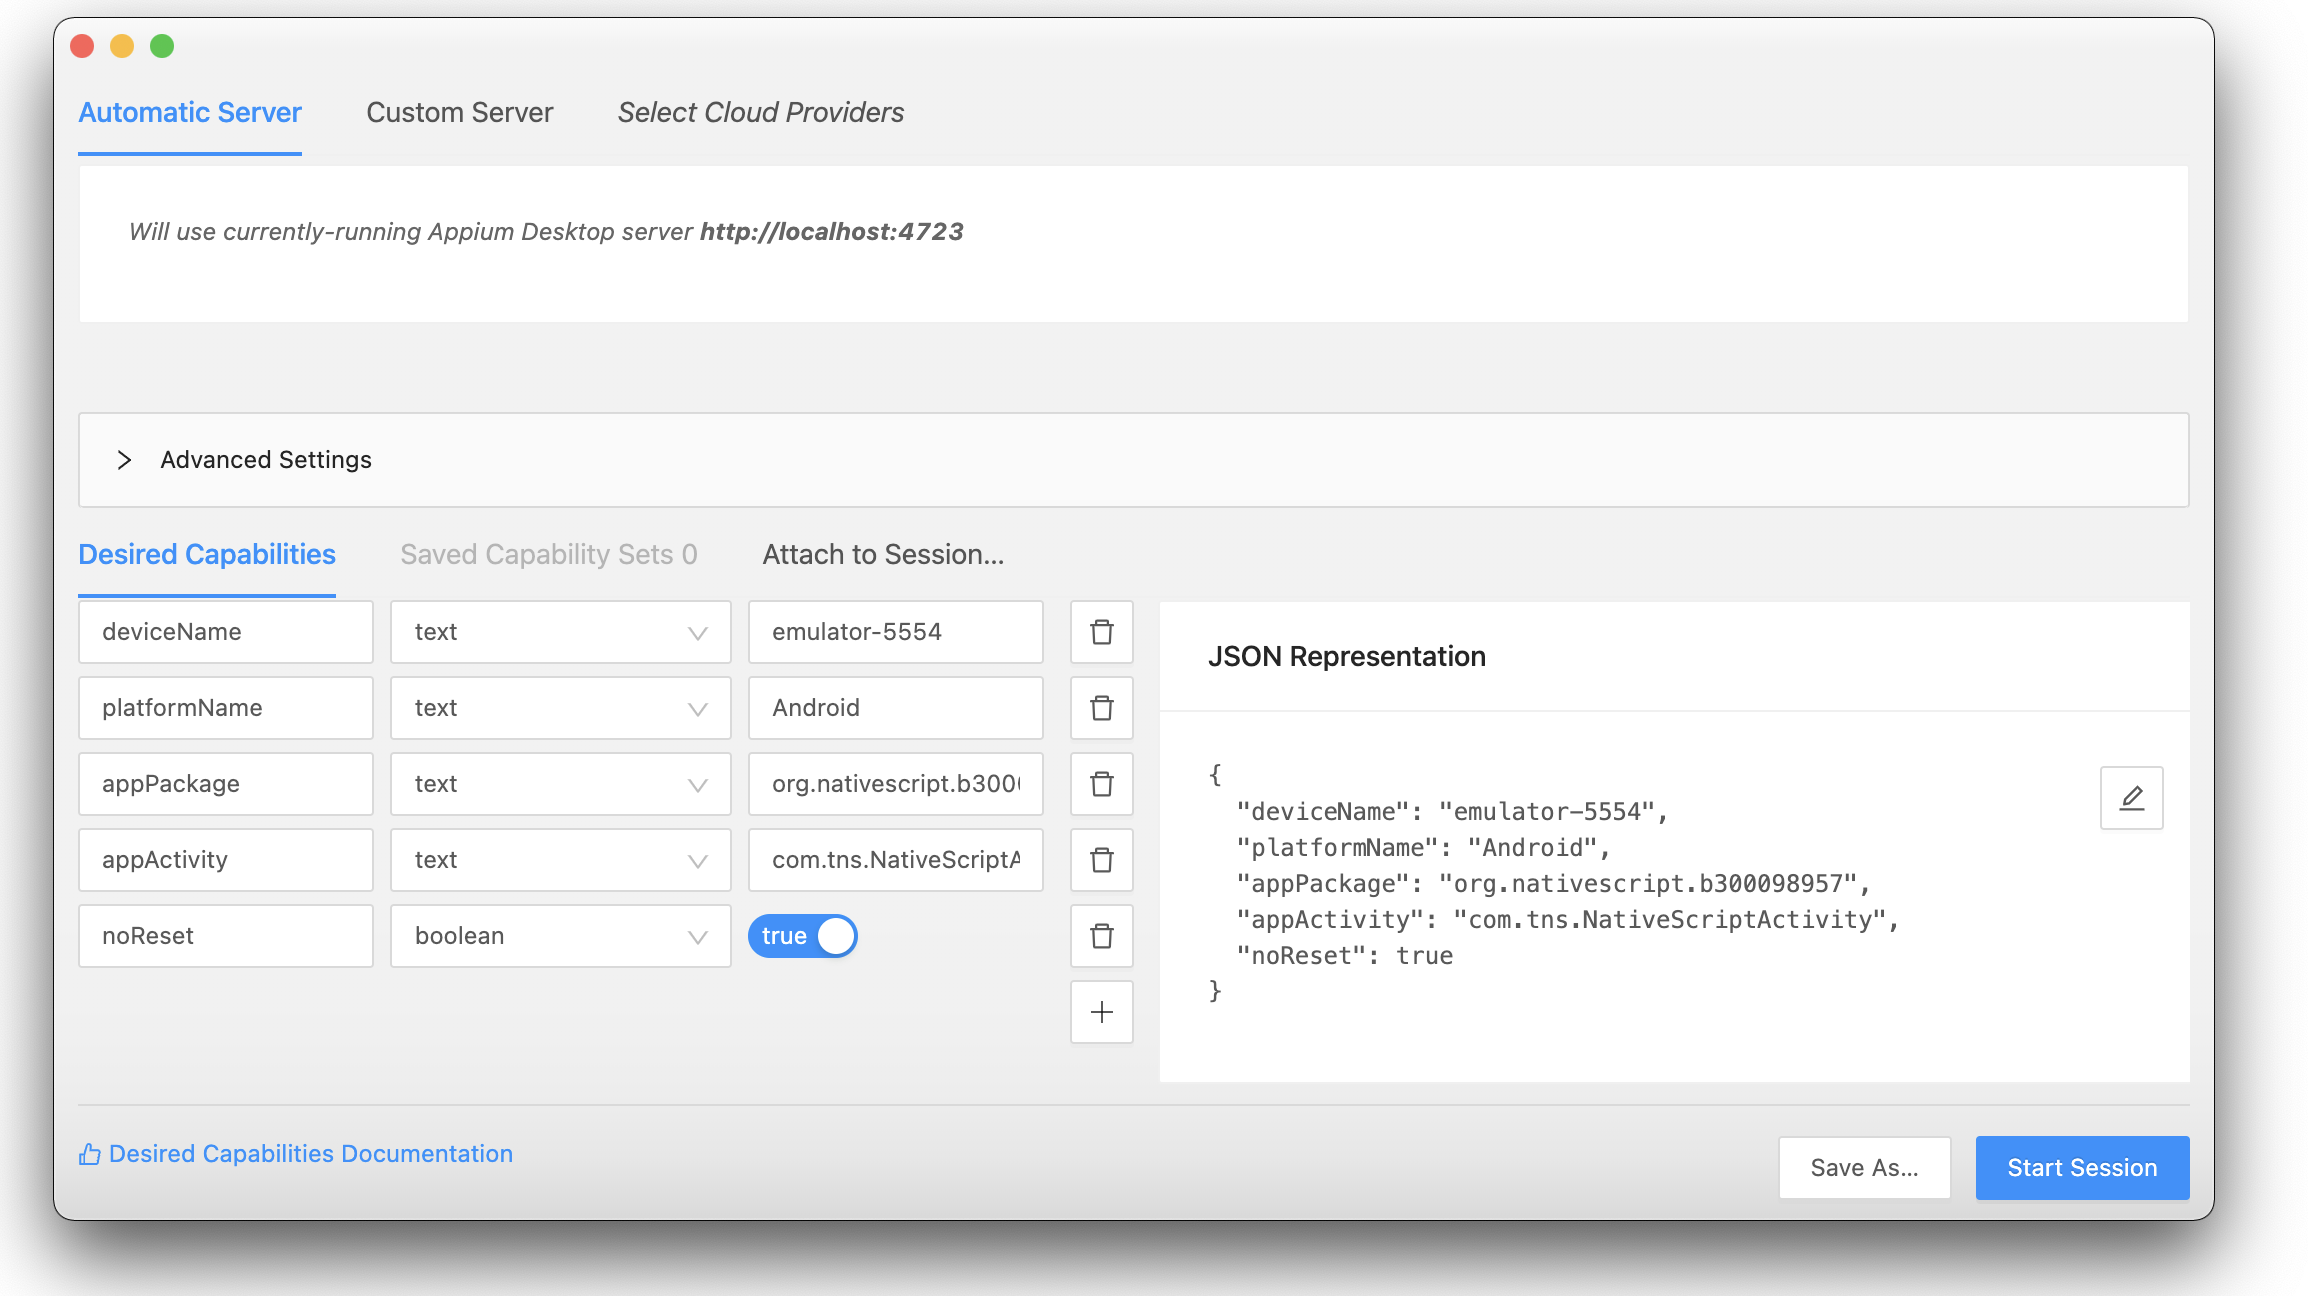 Automatic Server Custom Server Select Cloud Providers
Will use currently-running Appium Desktop server http://localhost:4723
Advanced Settings
Desired Capabilities Saved Capability Sets 0 Attach to Session...
deviceName text emulator-5554
platformName text Android
appPackage text org.nativescript.b300
appActivity text com.tns.NativeScriptA
noReset boolean true
JSON Representation
{
"deviceName": "emulator-5554",
"platformName": "Android",
"appPackage": "org.nativescript.b300098957",
"appActivity": "com.tns.NativeScriptActivity",
"noReset": true
}
Desired Capabilities Documentation
Save As... Start Session